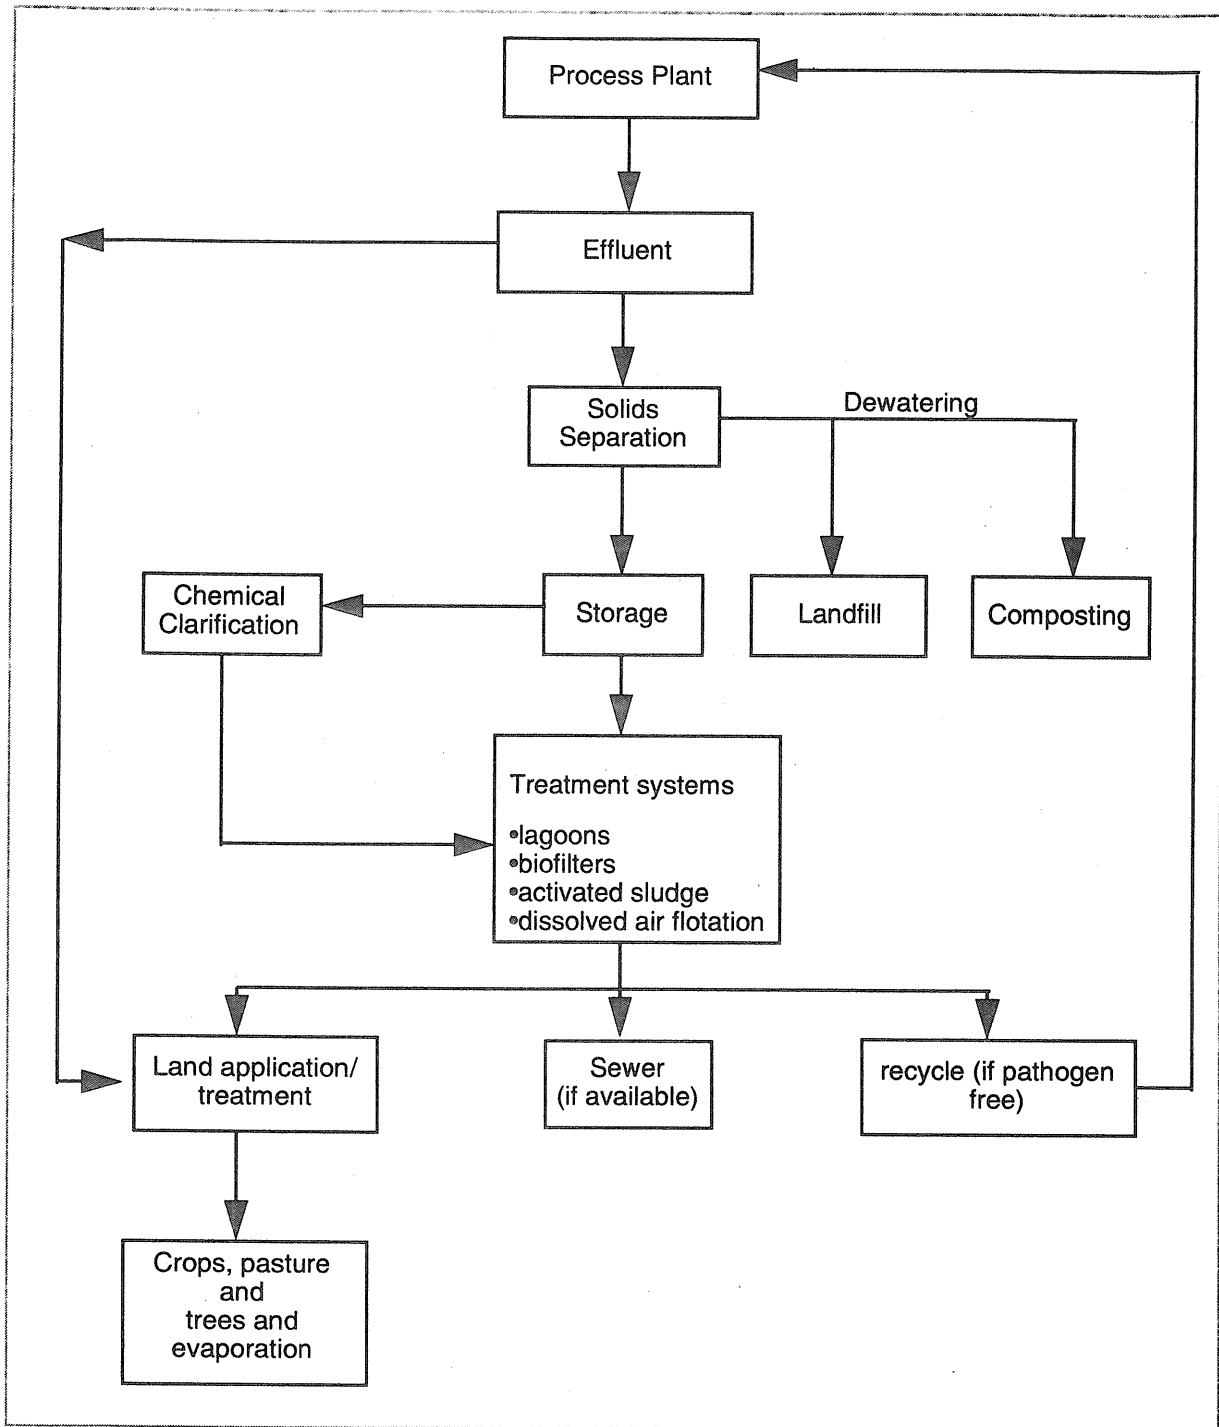 Process Plant
Effluent
Solids
Separation
Dewatering
Chemical
Clarification
Storage
Landfill
Composting
Treatment systems
•lagoons
•biofilters
•activated sludge
•dissolved air flotation
Land application/
treatment
Sewer
(if available)
recycle (if pathogen
free)
Crops, pasture
and
trees and
evaporation